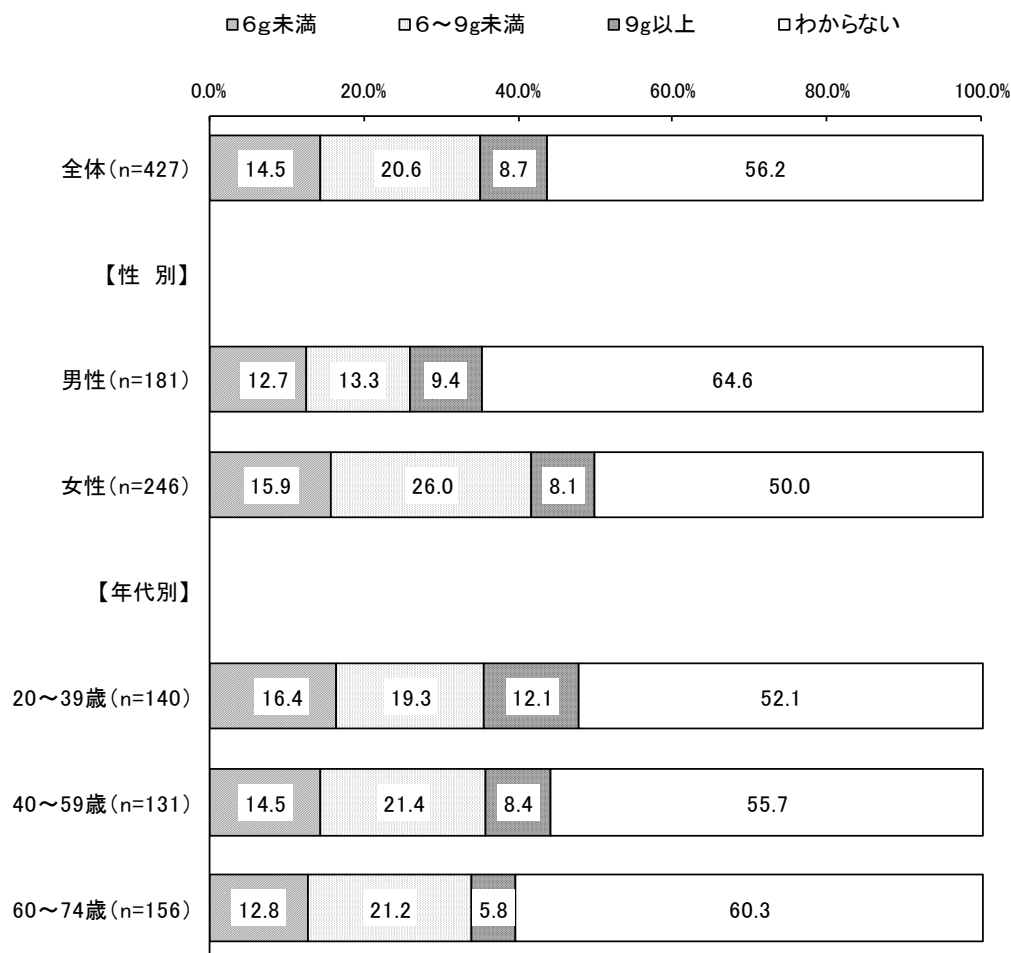 ６g未満 ６～９g未満 ９g以上 わからない
0.0% 20.0% 40.0% 60.0% 80.0% 100.0%
全体（n=427） 14.5 20.6 8.7 56.2
【性　別】
男性（n=181） 12.7 13.3 9.4 64.6
女性（n=246） 15.9 26.0 8.1 50.0
【年代別】
20～39歳（n=140） 16.4 19.3 12.1 52.1
40～59歳（n=131） 14.5 21.4 8.4 55.7
60～74歳（n=156） 12.8 21.2 5.8 60.3